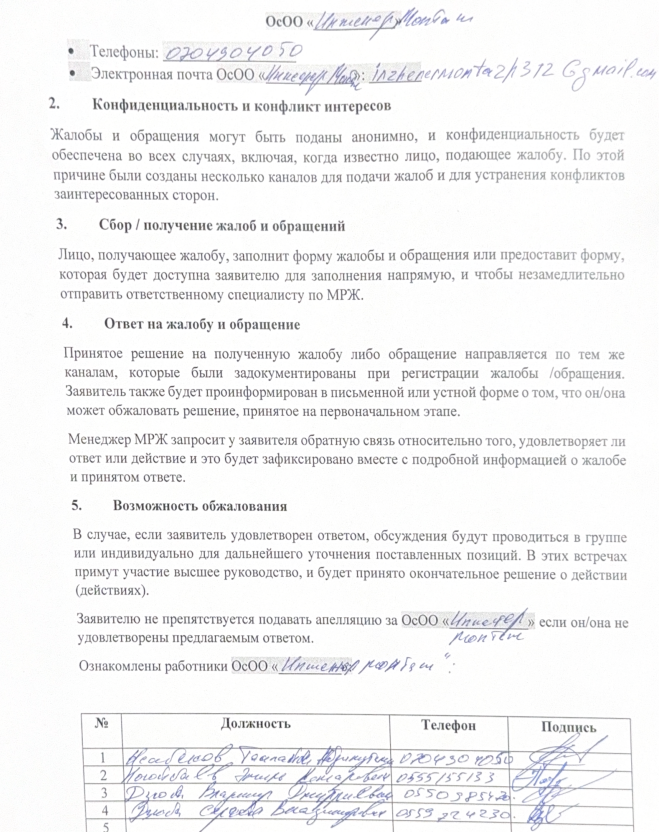 ОсОО «Инженер Монтаж»
• Телефоны: 0704304050
• Электронная почта ОсОО «Инженер Монтаж»: inzhenermontazh312@gmail.com
2. Конфиденциальность и конфликт интересов
Жалобы и обращения могут быть поданы анонимно, и конфиденциальность будет
обеспечена во всех случаях, включая, когда известно лицо, подающее жалобу. По этой
причине были созданы несколько каналов для подачи жалоб и для устранения конфликтов
заинтересованных сторон.
3. Сбор / получение жалоб и обращений
Лицо, получающее жалобу, заполнит форму жалобы и обращения или предоставит форму,
которая будет доступна заявителю для заполнения напрямую, и чтобы незамедлительно
отправить ответственному специалисту по МРЖ.
4. Ответ на жалобу и обращение
Принятое решение на полученную жалобу либо обращение направляется по тем же
каналам, которые были задокументированы при регистрации жалобы /обращения.
Заявитель также будет проинформирован в письменной или устной форме о том, что он/она
может обжаловать решение, принятое на первоначальном этапе.
Менеджер МРЖ запросит у заявителя обратную связь относительно того, удовлетворяет ли
ответ или действие и это будет зафиксировано вместе с подробной информацией о жалобе
и принятом ответе.
5. Возможность обжалования
В случае, если заявитель удовлетворен ответом, обсуждения будут проводиться в группе
или индивидуально для дальнейшего уточнения поставленных позиций. В этих встречах
примут участие высшее руководство, и будет принято окончательное решение о действии
(действиях).
Заявителю не препятствуется подавать апелляцию за ОсОО «Инженер» если он/она не
Монтаж
удовлетворены предлагаемым ответом.
Ознакомлены работники ОсОО «Инженер монтаж":
№ Должность Телефон Подпись
1
2 0555155133
3 Владимир Дмитриевич
4 0559224230.
5